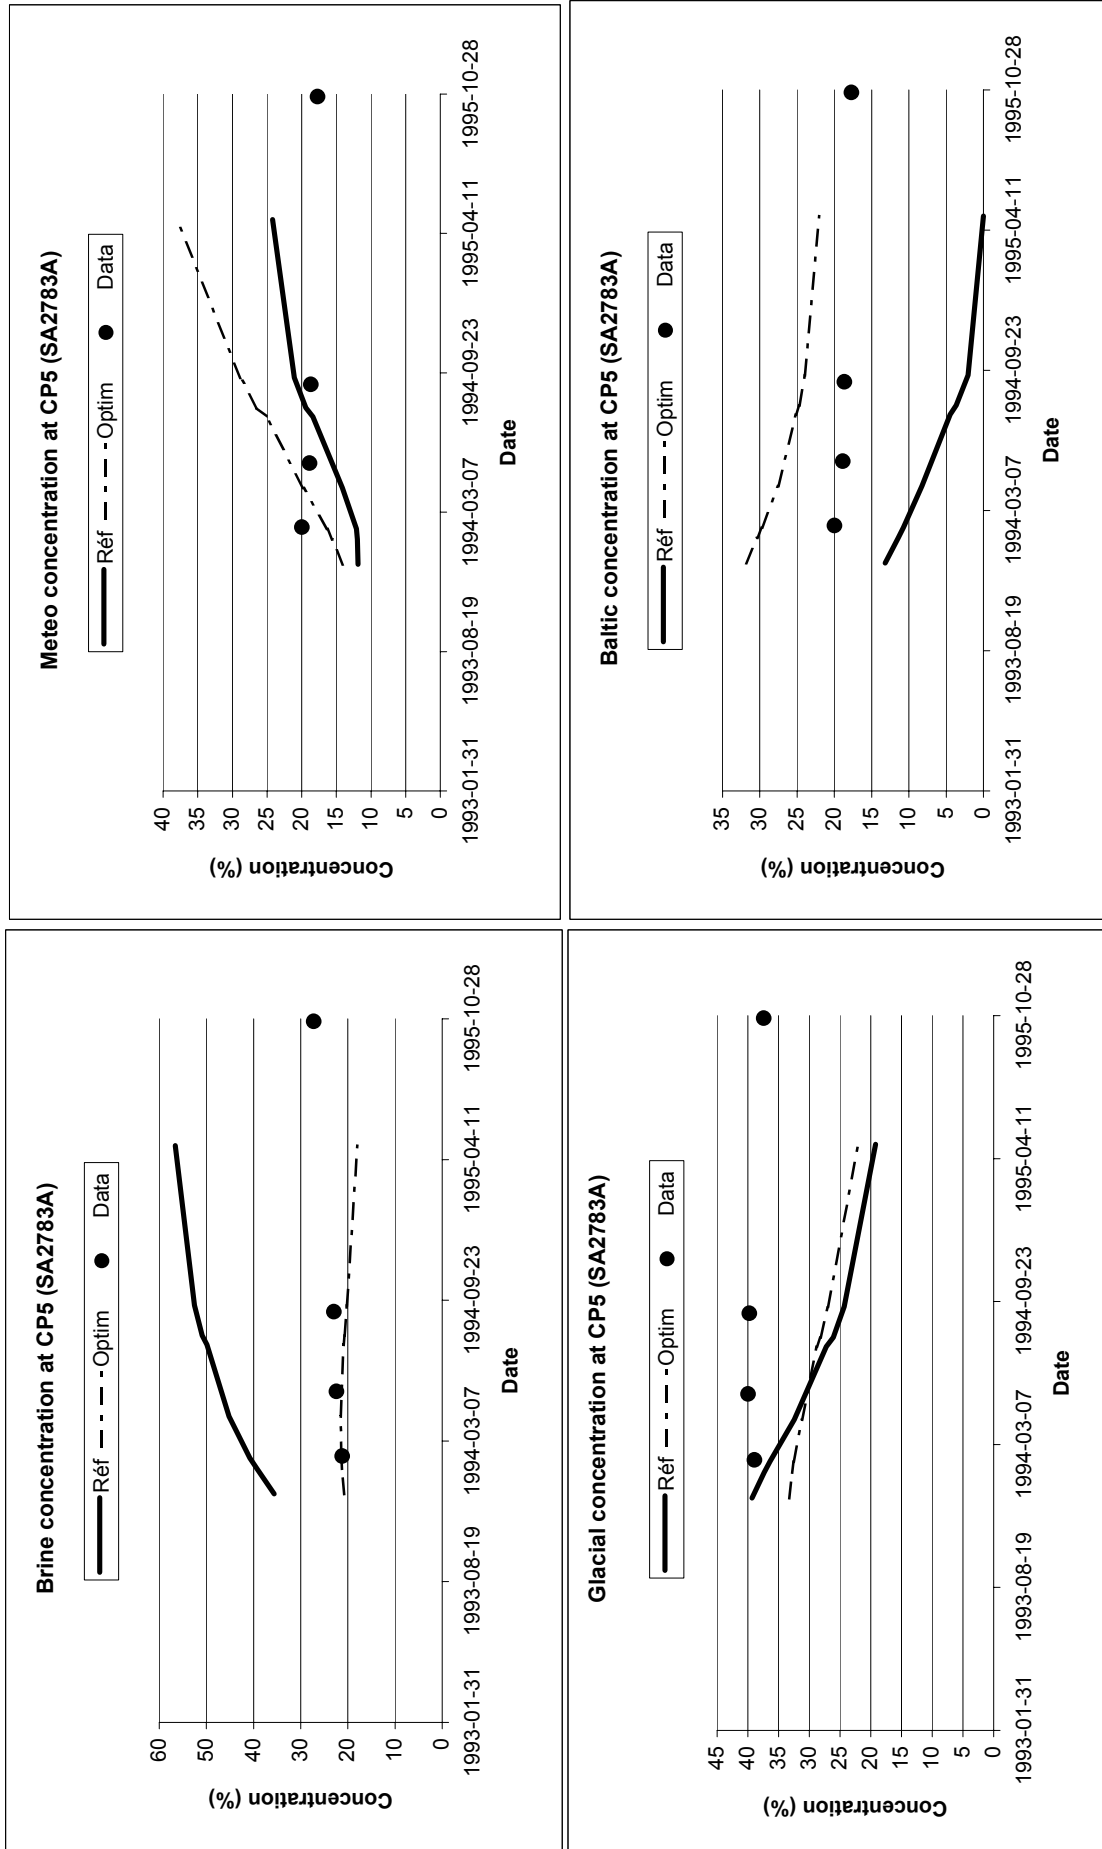 Brine concentration at CP5 (SA2783A)
Réf Optim Data
60
50
40
30
20
10
0
Concentration (%)
1993-01-31 1993-08-19 1994-03-07 1994-09-23 1995-04-11 1995-10-28
Date
Meteo concentration at CP5 (SA2783A)
Réf Optim Data
40
35
30
25
20
15
10
5
0
Concentration (%)
1993-01-31 1993-08-19 1994-03-07 1994-09-23 1995-04-11 1995-10-28
Date
Glacial concentration at CP5 (SA2783A)
Réf Optim Data
45
40
35
30
25
20
15
10
5
0
Concentration (%)
1993-01-31 1993-08-19 1994-03-07 1994-09-23 1995-04-11 1995-10-28
Date
Baltic concentration at CP5 (SA2783A)
Réf Optim Data
35
30
25
20
15
10
5
0
Concentration (%)
1993-01-31 1993-08-19 1994-03-07 1994-09-23 1995-04-11 1995-10-28
Date